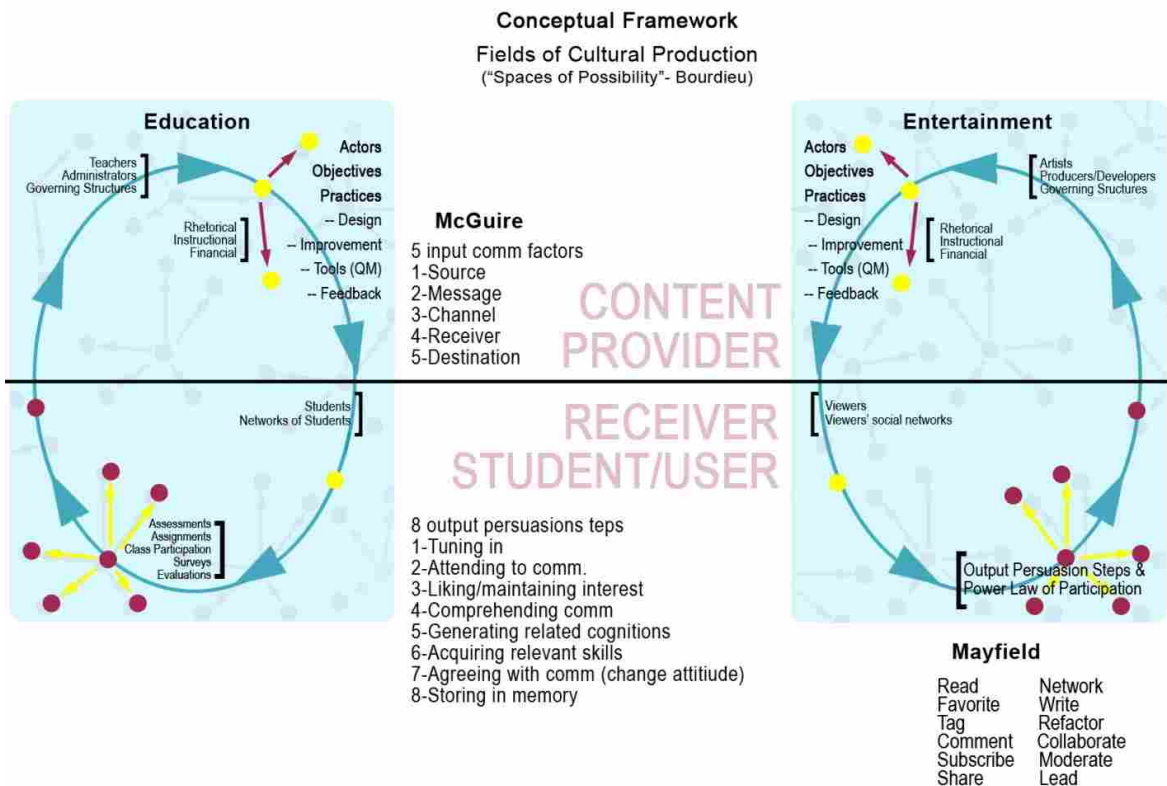 Conceptual Framework
Fields of Cultural Production
("Spaces of Possibility"- Bourdieu)
Education
Teachers
Administrators
Governing Structures
Actors
Objectives
Practices
-- Design
-- Improvement
-- Tools (QM)
-- Feedback
Rhetorical
Instructional
Financial
Students
Networks of Students
Assessments
Assignments
Class Participation
Surveys
Evaluations
McGuire
5 input comm factors
1-Source
2-Message
3-Channel
4-Receiver
5-Destination
CONTENT
PROVIDER
RECEIVER
STUDENT/USER
8 output persuasions teps
1-Tuning in
2-Attending to comm.
3-Liking/maintaining interest
4-Comprehending comm
5-Generating related cognitions
6-Acquiring relevant skills
7-Agreeing with comm (change attitiude)
8-Storing in memory
Entertainment
Actors
Objectives
Practices
-- Design
-- Improvement
-- Tools (QM)
-- Feedback
Artists
Producers/Developers
Governing Sructures
Rhetorical
Instructional
Financial
Viewers
Viewers' social networks
Output Persuasion Steps &
Power Law of Participation
Mayfield
Read Network
Favorite Write
Tag Refactor
Comment Collaborate
Subscribe Moderate
Share Lead